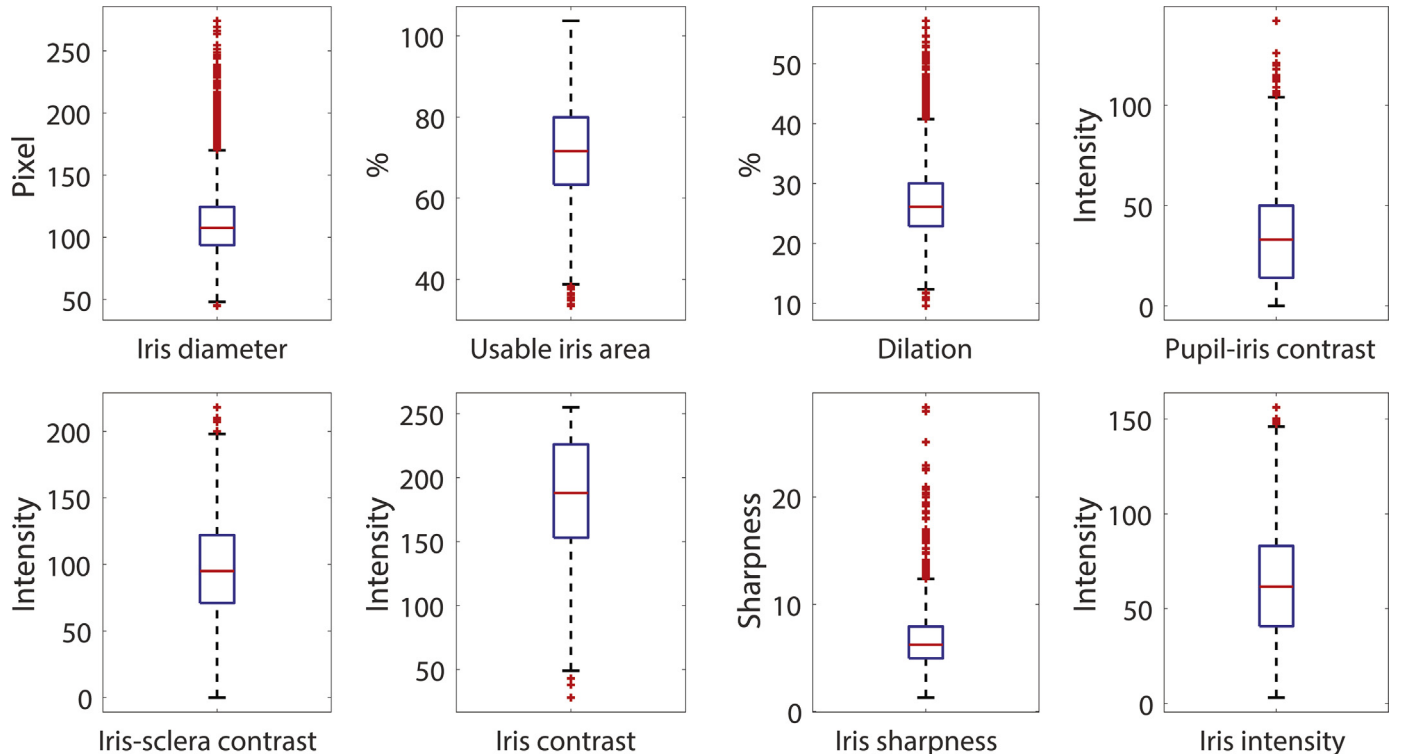 Pixel
250
200
150
100
50
Iris diameter
%
100
80
60
40
Usable iris area
%
50
40
30
20
10
Dilation
Intensity
100
50
0
Pupil-iris contrast
Intensity
200
150
100
50
0
Iris-sclera contrast
Intensity
250
200
150
100
50
Iris contrast
Sharpness
20
10
0
Iris sharpness
Intensity
150
100
50
0
Iris intensity